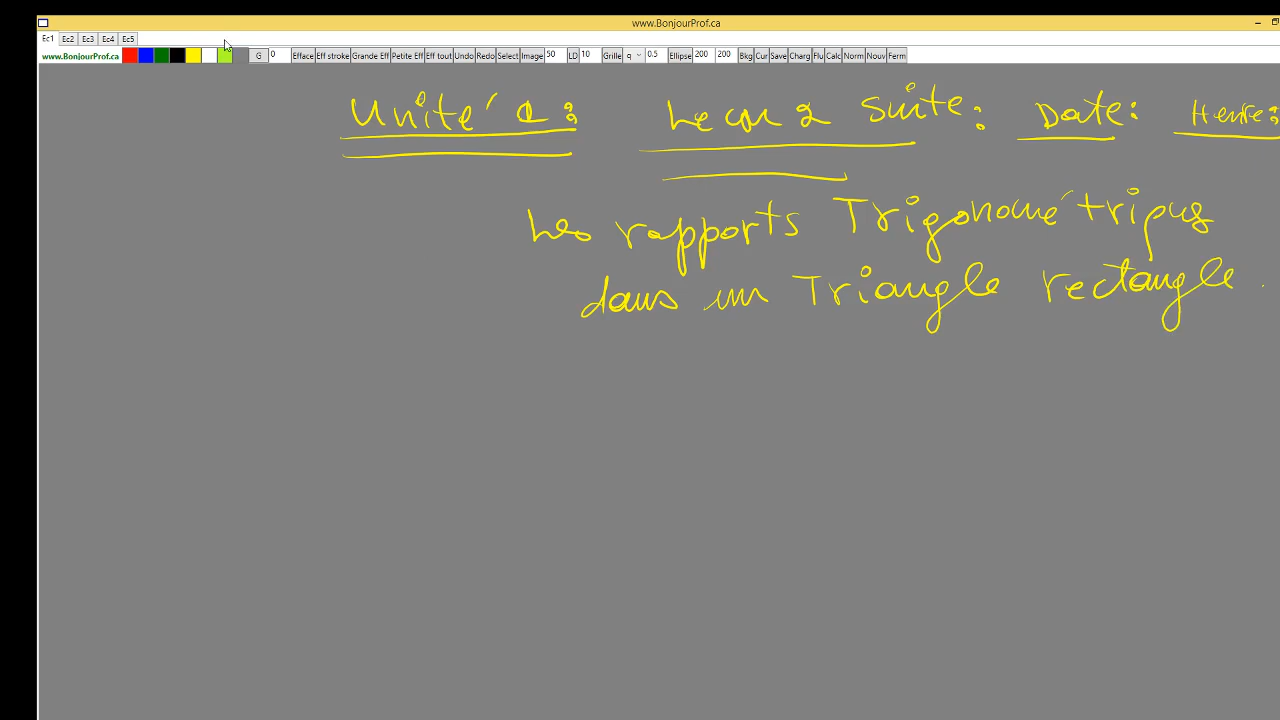 www.BonjourProf.ca
Ec1 Ec2 Ec3 Ec4 Ec5
www.BonjourProf.ca G 0 Efface Eff stroke Grande Eff Petite Eff Eff tout Undo Redo Select Image 50 LD 10 Grille q 0.5 Ellipse 200 200 Bkg Cur Save Charg Flu Calc Norm Nouv Ferm
Unité 1: Leçon 2 suite: Date: Heure:
Les rapports Trigonométriques
dans un Triangle rectangle.